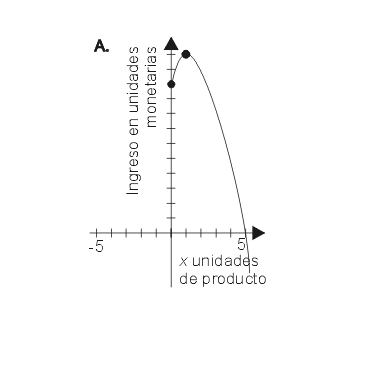 A.
Ingreso en unidades
monetarias
-5
5
x unidades
de producto